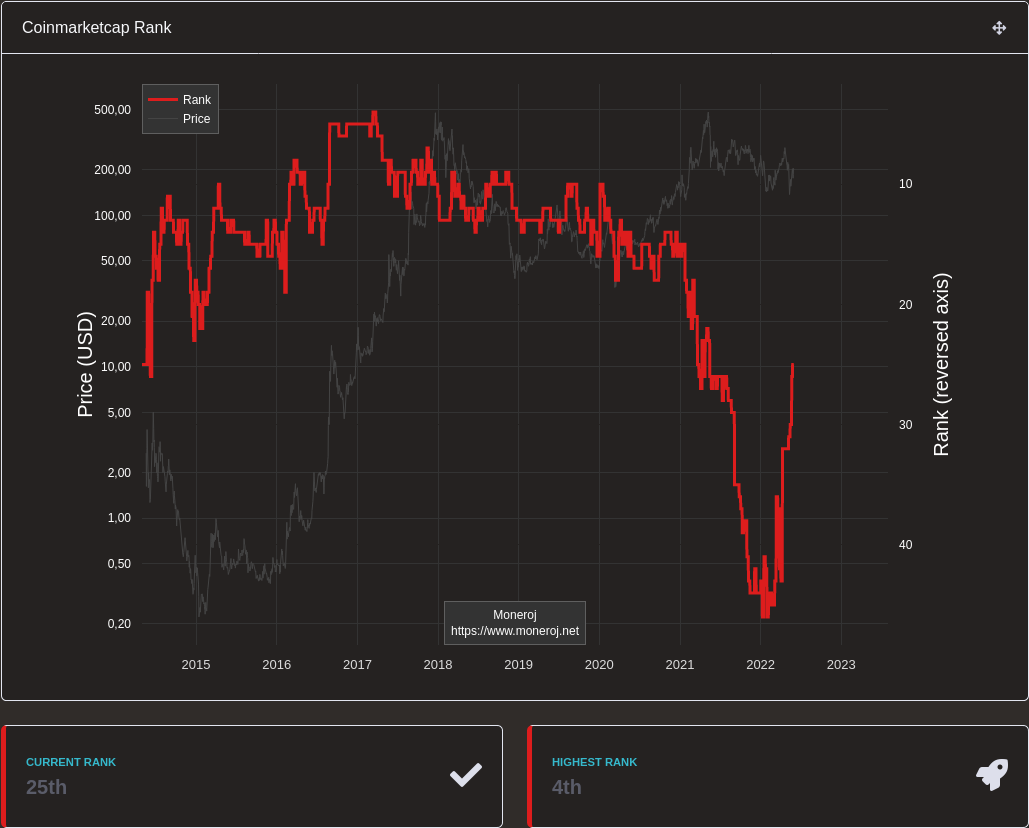 Coinmarketcap Rank
Rank
Price
500,00
200,00
100,00
50,00
20,00
10,00
5,00
2,00
1,00
0,50
0,20
Price (USD)
10
20
30
40
Rank (reversed axis)
Moneroj
https://www.moneroj.net
2015
2016
2017
2018
2019
2020
2021
2022
2023
CURRENT RANK
25th
HIGHEST RANK
4th